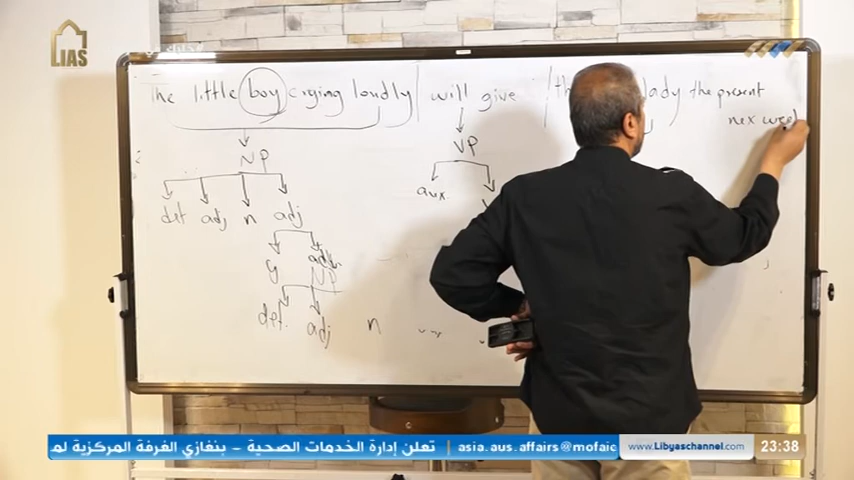 LIAS
The little boy crying loudly will give the lady the present
nex week
NP
VP
det adj n adj
aux
NP
det. adj n
تعلن إدارة الخدمات الصحية - بنغازي الغرفة المركزية لم
asia.aus.affairs@mofaic
www.Libyaschannel.com
23:38